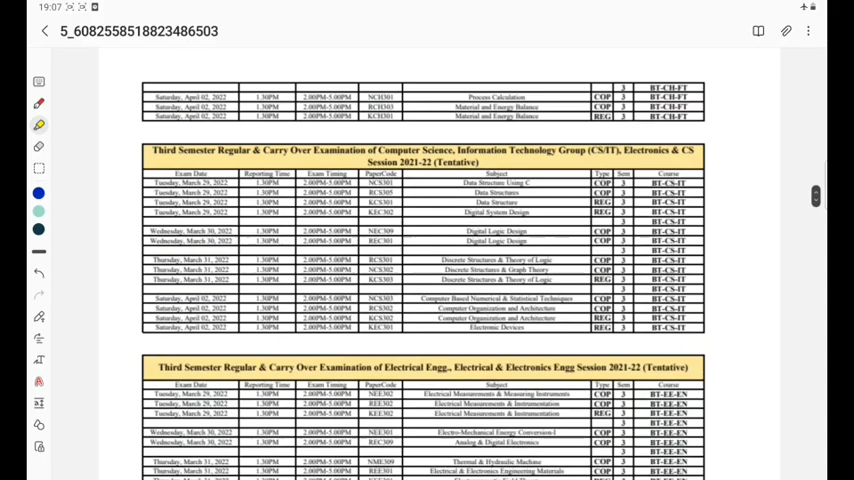 19:07
5_6082558518823486503
3 BT-CH-FT
Saturday, April 02, 2022 1.30PM 2.00PM-5.00PM NCH301 Process Calculation COP 3 BT-CH-FT
Saturday, April 02, 2022 1.30PM 2.00PM-5.00PM RCH303 Material and Energy Balance COP 3 BT-CH-FT
Saturday, April 02, 2022 1.30PM 2.00PM-5.00PM KCH301 Material and Energy Balance REG 3 BT-CH-FT
Third Semester Regular & Carry Over Examination of Computer Science, Information Technology Group (CS/IT), Electronics & CS
Session 2021-22 (Tentative)
Exam Date Reporting Time Exam Timing PaperCode Subject Type Sem Course
Tuesday, March 29, 2022 1.30PM 2.00PM-5.00PM NCS301 Data Structure Using C COP 3 BT-CS-IT
Tuesday, March 29, 2022 1.30PM 2.00PM-5.00PM RCS305 Data Structures COP 3 BT-CS-IT
Tuesday, March 29, 2022 1.30PM 2.00PM-5.00PM KCS301 Data Structure REG 3 BT-CS-IT
Tuesday, March 29, 2022 1.30PM 2.00PM-5.00PM KEC302 Digital System Design REG 3 BT-CS-IT
3 BT-CS-IT
Wednesday, March 30, 2022 1.30PM 2.00PM-5.00PM NEC309 Digital Logic Design COP 3 BT-CS-IT
Wednesday, March 30, 2022 1.30PM 2.00PM-5.00PM REC301 Digital Logic Design COP 3 BT-CS-IT
3 BT-CS-IT
Thursday, March 31, 2022 1.30PM 2.00PM-5.00PM RCS301 Discrete Structures & Theory of Logic COP 3 BT-CS-IT
Thursday, March 31, 2022 1.30PM 2.00PM-5.00PM NCS302 Discrete Structures & Graph Theory COP 3 BT-CS-IT
Thursday, March 31, 2022 1.30PM 2.00PM-5.00PM KCS303 Discrete Structures & Theory of Logic REG 3 BT-CS-IT
3 BT-CS-IT
Saturday, April 02, 2022 1.30PM 2.00PM-5.00PM NCS303 Computer Based Numerical & Statistical Techniques COP 3 BT-CS-IT
Saturday, April 02, 2022 1.30PM 2.00PM-5.00PM RCS302 Computer Organization and Architecture COP 3 BT-CS-IT
Saturday, April 02, 2022 1.30PM 2.00PM-5.00PM KCS302 Computer Organization and Architecture REG 3 BT-CS-IT
Saturday, April 02, 2022 1.30PM 2.00PM-5.00PM KEC301 Electronic Devices REG 3 BT-CS-IT
Third Semester Regular & Carry Over Examination of Electrical Engg., Electrical & Electronics Engg Session 2021-22 (Tentative)
Exam Date Reporting Time Exam Timing PaperCode Subject Type Sem Course
Tuesday, March 29, 2022 1.30PM 2.00PM-5.00PM NEE302 Electrical Measurements & Measuring Instruments COP 3 BT-EE-EN
Tuesday, March 29, 2022 1.30PM 2.00PM-5.00PM REE302 Electrical Measurements & Instrumentation COP 3 BT-EE-EN
Tuesday, March 29, 2022 1.30PM 2.00PM-5.00PM KEE302 Electrical Measurements & Instrumentation REG 3 BT-EE-EN
3 BT-EE-EN
Wednesday, March 30, 2022 1.30PM 2.00PM-5.00PM NEE301 Electro-Mechanical Energy Conversion-I COP 3 BT-EE-EN
Wednesday, March 30, 2022 1.30PM 2.00PM-5.00PM REC309 Analog & Digital Electronics COP 3 BT-EE-EN
3 BT-EE-EN
Thursday, March 31, 2022 1.30PM 2.00PM-5.00PM NME309 Thermal & Hydraulic Machine COP 3 BT-EE-EN
Thursday, March 31, 2022 1.30PM 2.00PM-5.00PM REE301 Electrical & Electronics Engineering Materials COP 3 BT-EE-EN